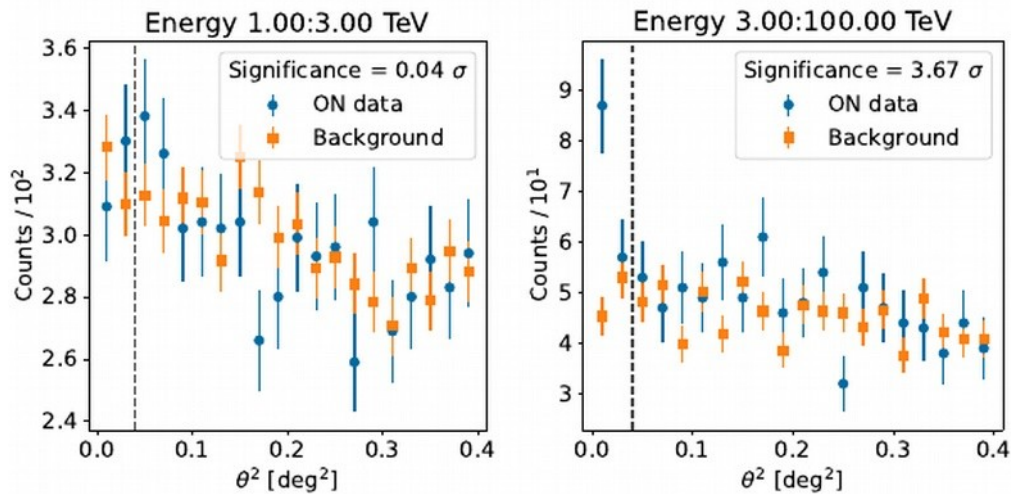 Energy 1.00:3.00 TeV
Significance = 0.04 σ
ON data
Background
Counts / 10²
3.6
3.4
3.2
3.0
2.8
2.6
2.4
0.0 0.1 0.2 0.3 0.4
θ² [deg²]
Energy 3.00:100.00 TeV
Significance = 3.67 σ
ON data
Background
Counts / 10¹
9
8
7
6
5
4
3
0.0 0.1 0.2 0.3 0.4
θ² [deg²]